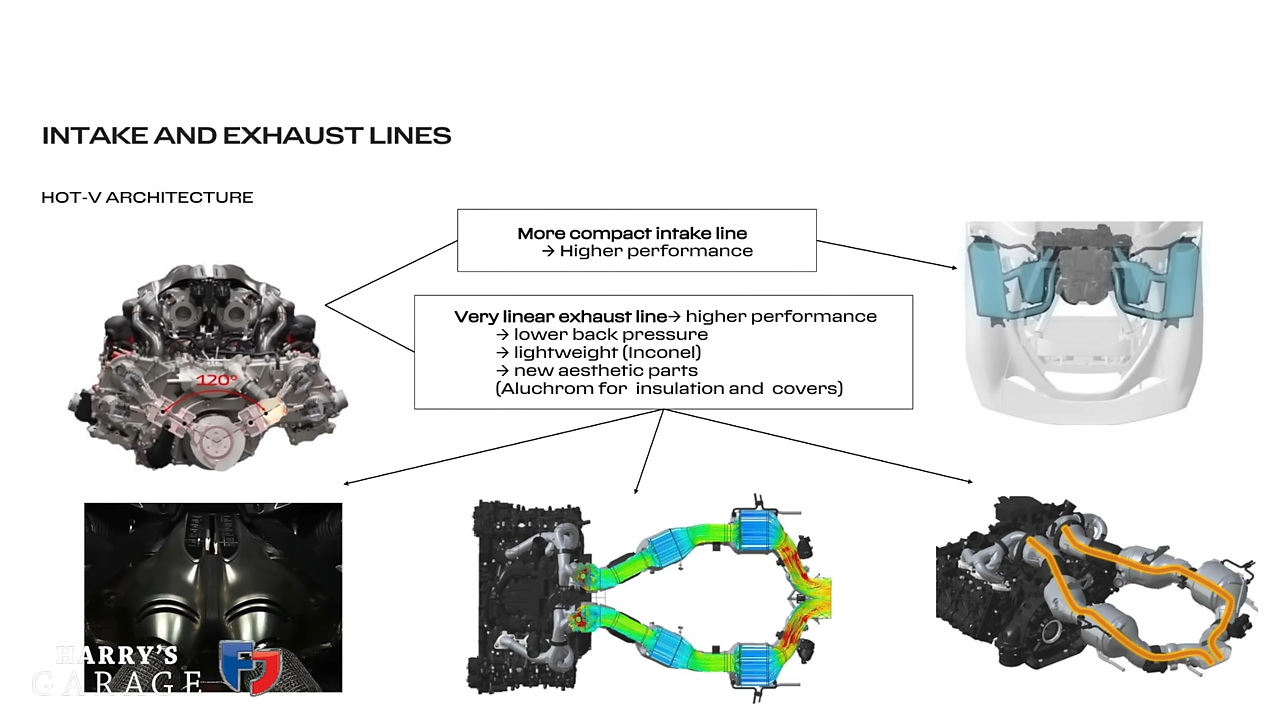 INTAKE AND EXHAUST LINES
HOT-V ARCHITECTURE
More compact intake line
→ Higher performance
Very linear exhaust line→ higher performance
→ lower back pressure
→ lightweight (Inconel)
→ new aesthetic parts
(Aluchrom for insulation and covers)
120°
HARRY'S
GARAGE